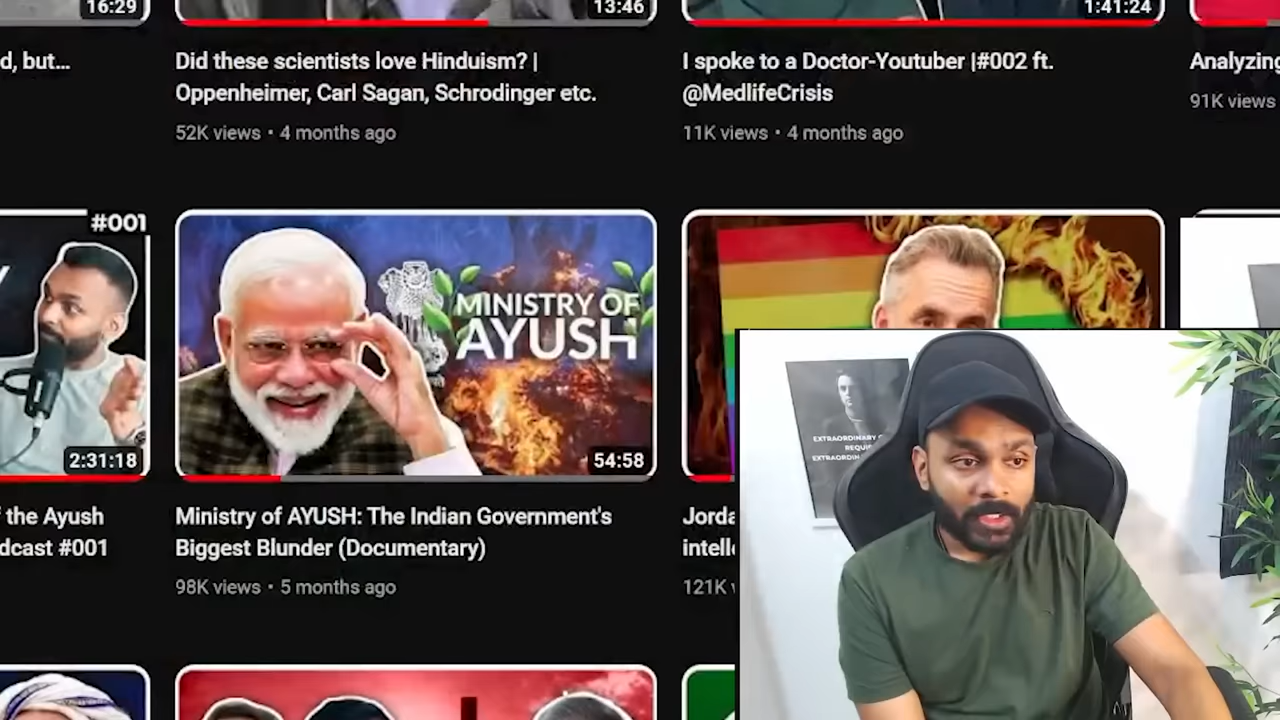 16:29
13:46
1:41:24
d, but...
Did these scientists love Hinduism? |
Oppenheimer, Carl Sagan, Schrodinger etc.
52K views • 4 months ago
I spoke to a Doctor-Youtuber |#002 ft.
@MedlifeCrisis
11K views • 4 months ago
Analyzing
91K views
#001
2:31:18
MINISTRY OF
AYUSH
54:58
the Ayush
dcast #001
Ministry of AYUSH: The Indian Government's
Biggest Blunder (Documentary)
98K views • 5 months ago
Jorda
intelle
121K
EXTRAORDINARY
REQUI
EXTRAORDIN